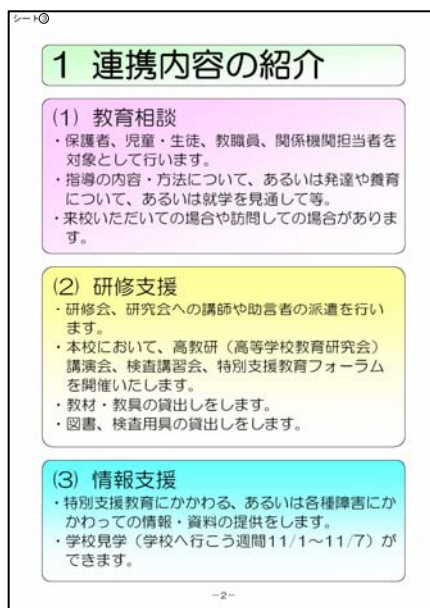 シート③
1 連携内容の紹介
(1) 教育相談
・保護者、児童・生徒、教職員、関係機関担当者を
対象として行います。
・指導の内容・方法について、あるいは発達や養育
について、あるいは就学を見通して等。
・来校いただいての場合や訪問しての場合がありま
す。
(2) 研修支援
・研修会、研究会への講師や助言者の派遣を行い
ます。
・本校において、高教研（高等学校教育研究会）
講演会、検査講習会、特別支援教育フォーラム
を開催いたします。
・教材・教具の貸出しをします。
・図書、検査用具の貸出しをします。
(3) 情報支援
・特別支援教育にかかわる、あるいは各種障害にか
かわっての情報・資料の提供をします。
・学校見学（学校へ行こう週間11/1～11/7）が
できます。
－2－